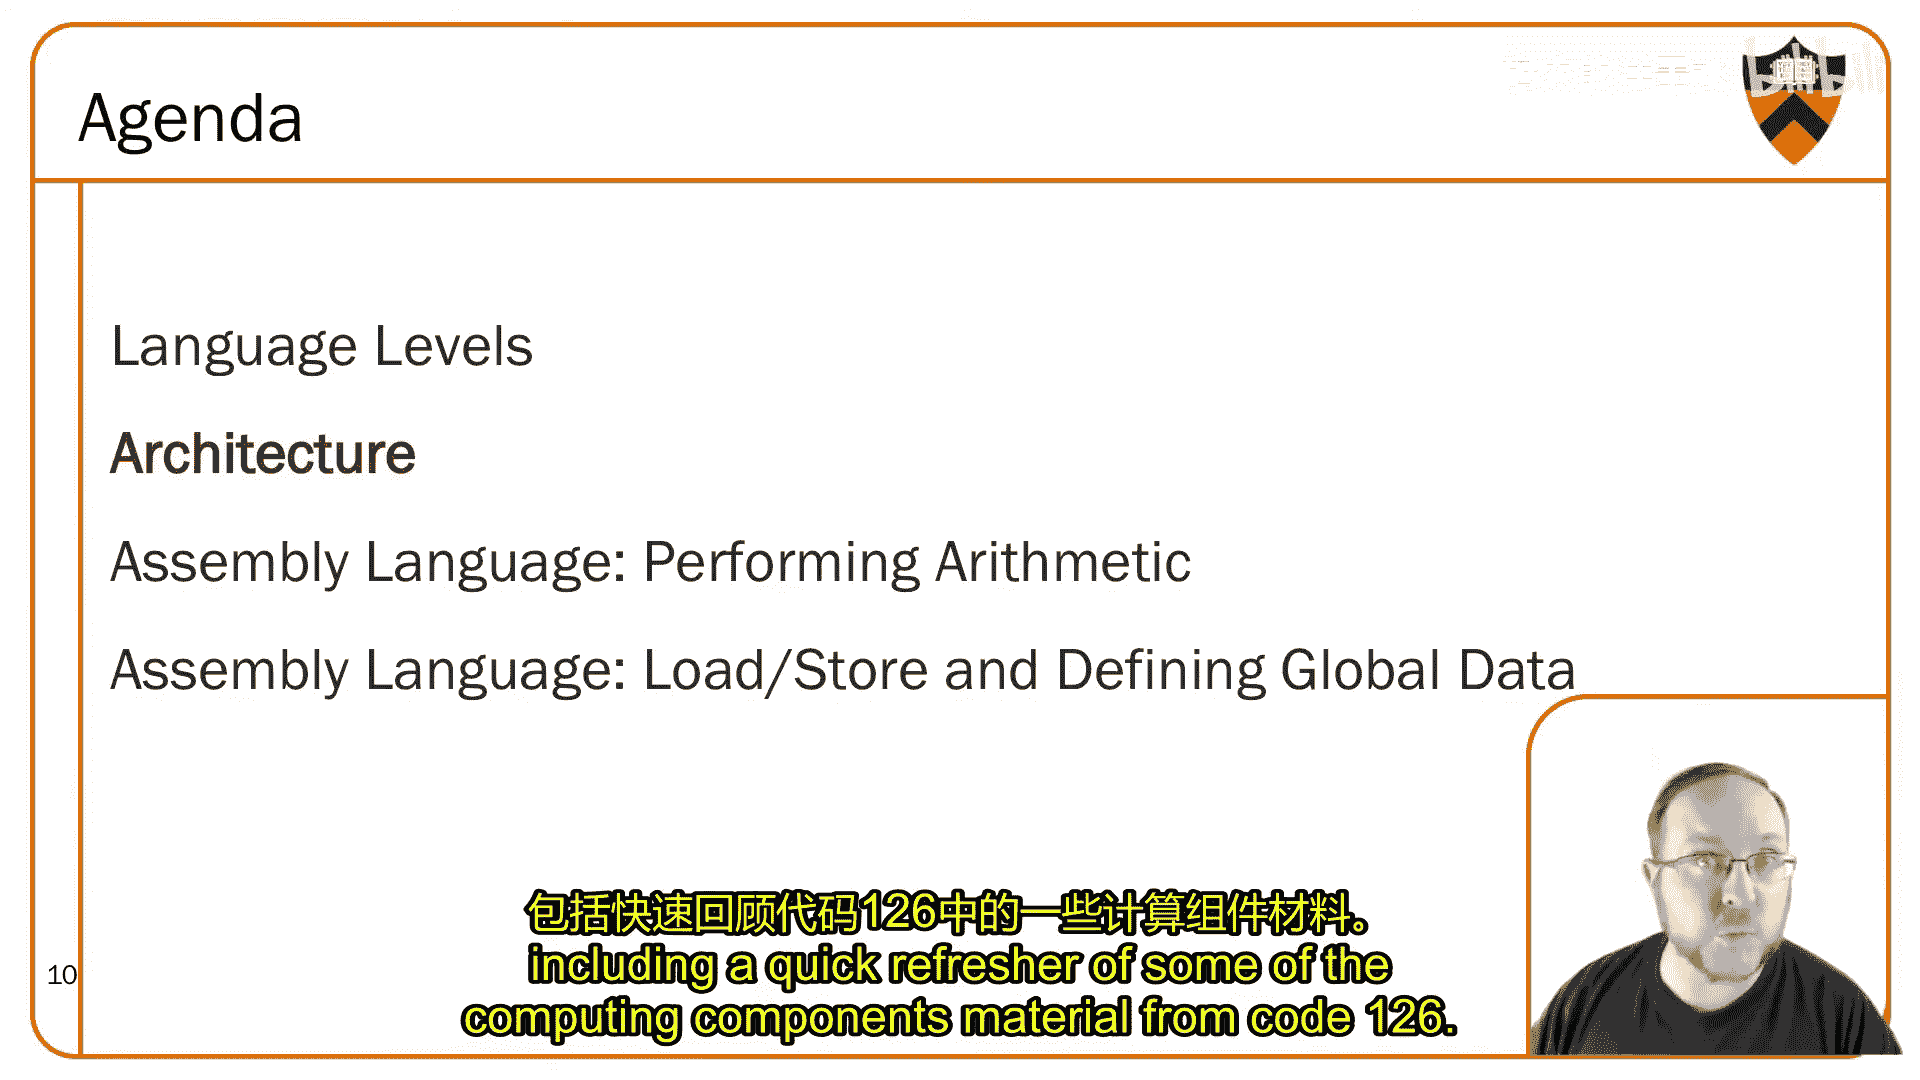 Agenda
Language Levels
Architecture
Assembly Language: Performing Arithmetic
Assembly Language: Load/Store and Defining Global Data
包括快速回顾代码126中的一些计算组件材料。
including a quick refresher of some of the
computing components material from code 126.
10